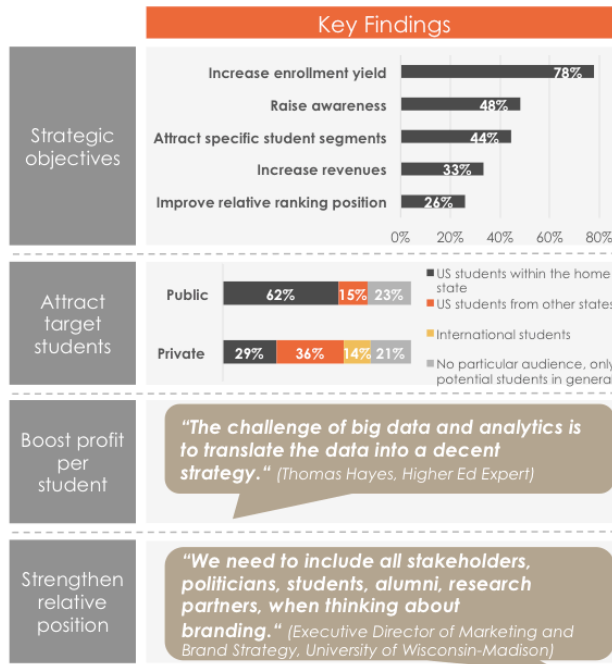 Key Findings
Strategic
objectives
Increase enrollment yield
78%
Raise awareness
48%
Attract specific student segments
44%
Increase revenues
33%
Improve relative ranking position
26%
0% 20% 40% 60% 80%
Attract
target
students
Public
62% 15% 23%
Private
29% 36% 14% 21%
US students within the home
state
US students from other states
International students
No particular audience, only
potential students in general
Boost profit
per
student
“The challenge of big data and analytics is
to translate the data into a decent
strategy.“ (Thomas Hayes, Higher Ed Expert)
Strengthen
relative
position
“We need to include all stakeholders,
politicians, students, alumni, research
partners, when thinking about
branding.“ (Executive Director of Marketing and
Brand Strategy, University of Wisconsin-Madison)